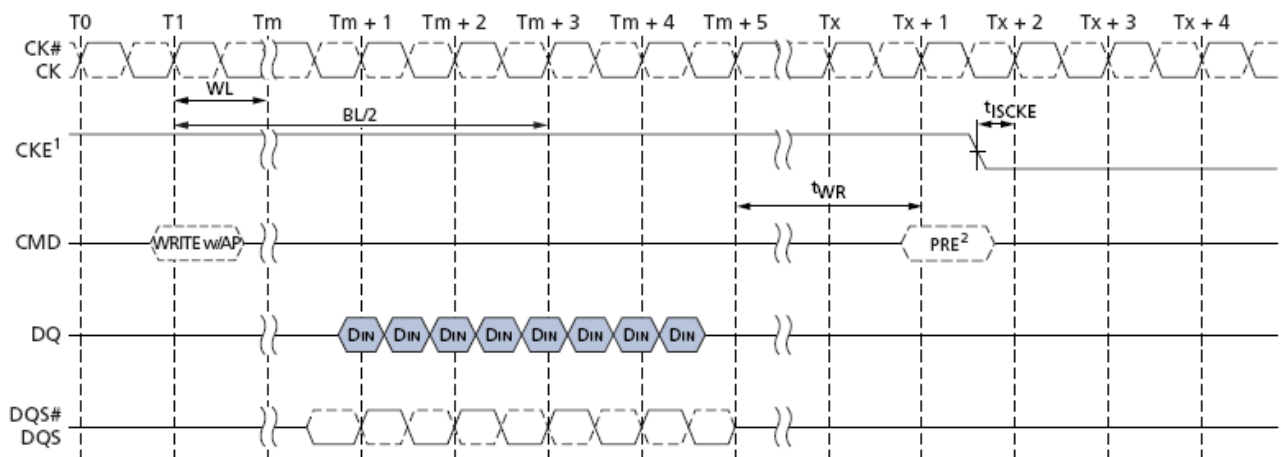 T0 T1 Tm Tm + 1 Tm + 2 Tm + 3 Tm + 4 Tm + 5 Tx Tx + 1 Tx + 2 Tx + 3 Tx + 4
CK#
CK
WL
BL/2
tISCKE
CKE1
tWR
CMD WRITE w/AP PRE2
DQ DIN DIN DIN DIN DIN DIN DIN DIN
DQS#
DQS